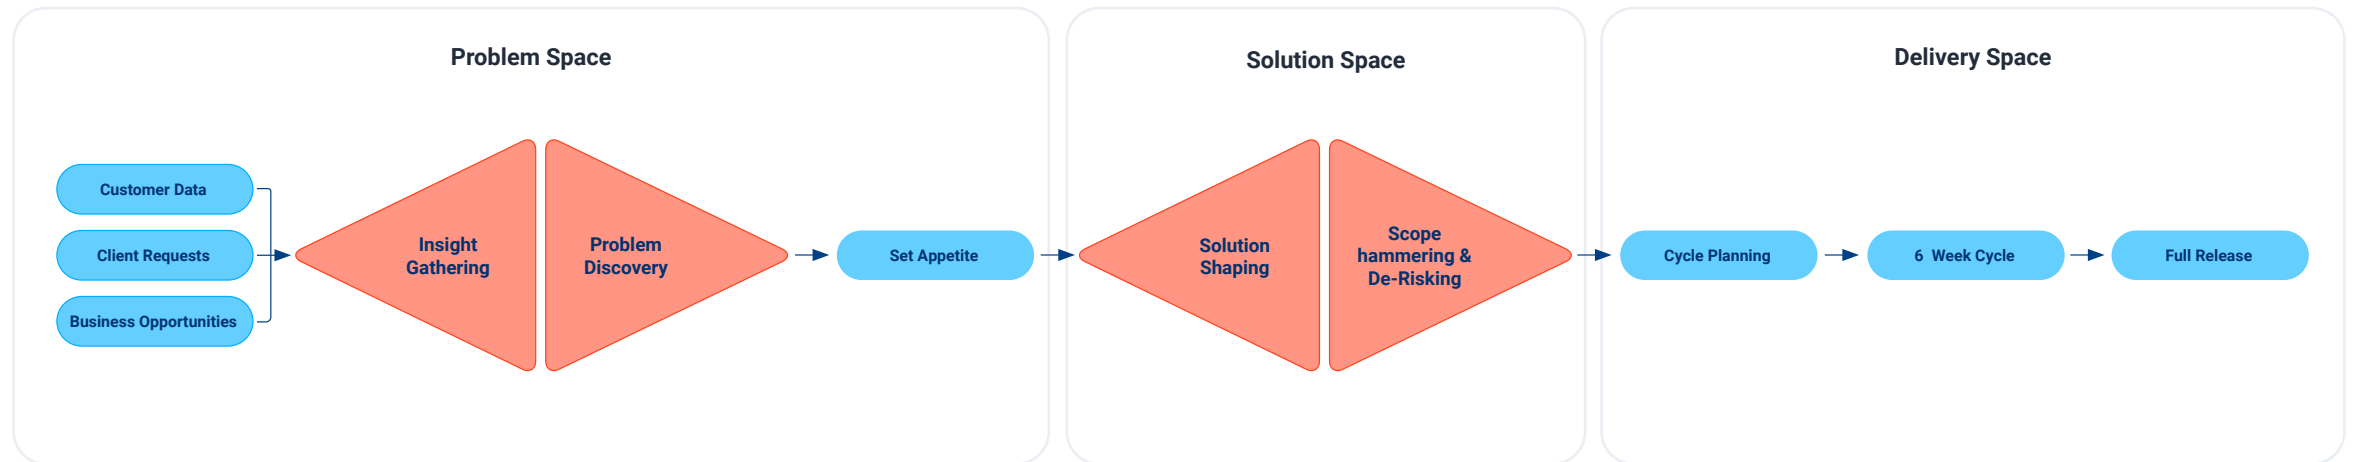 Problem Space
Customer Data
Client Requests
Business Opportunities
Insight
Gathering
Problem
Discovery
Set Appetite
Solution Space
Solution
Shaping
Scope
hammering &
De-Risking
Delivery Space
Cycle Planning
6  Week Cycle
Full Release